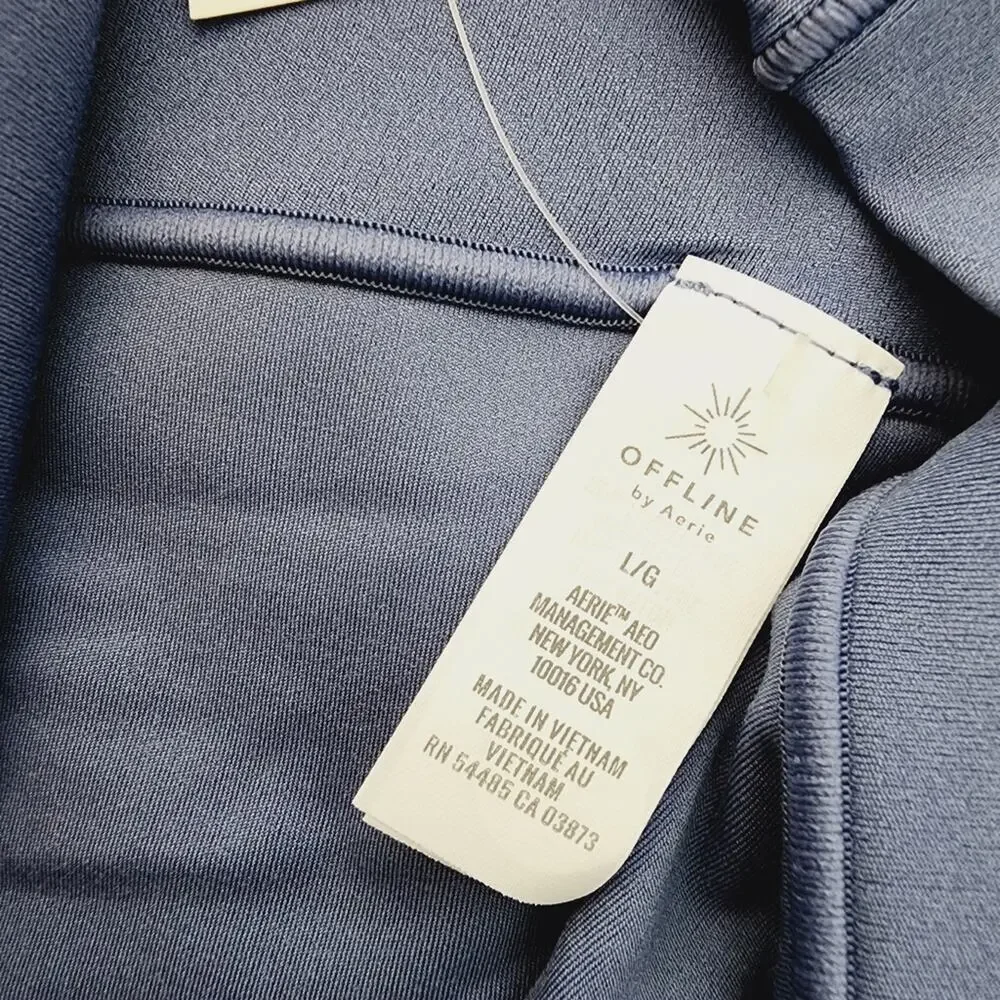 OFFLINE
by Aerie
L/G
AERIE™ AEO
MANAGEMENT CO.
NEW YORK, NY
10016 USA
MADE IN VIETNAM
FABRIQUÉ AU
VIETNAM
RN 54485 CA 03873